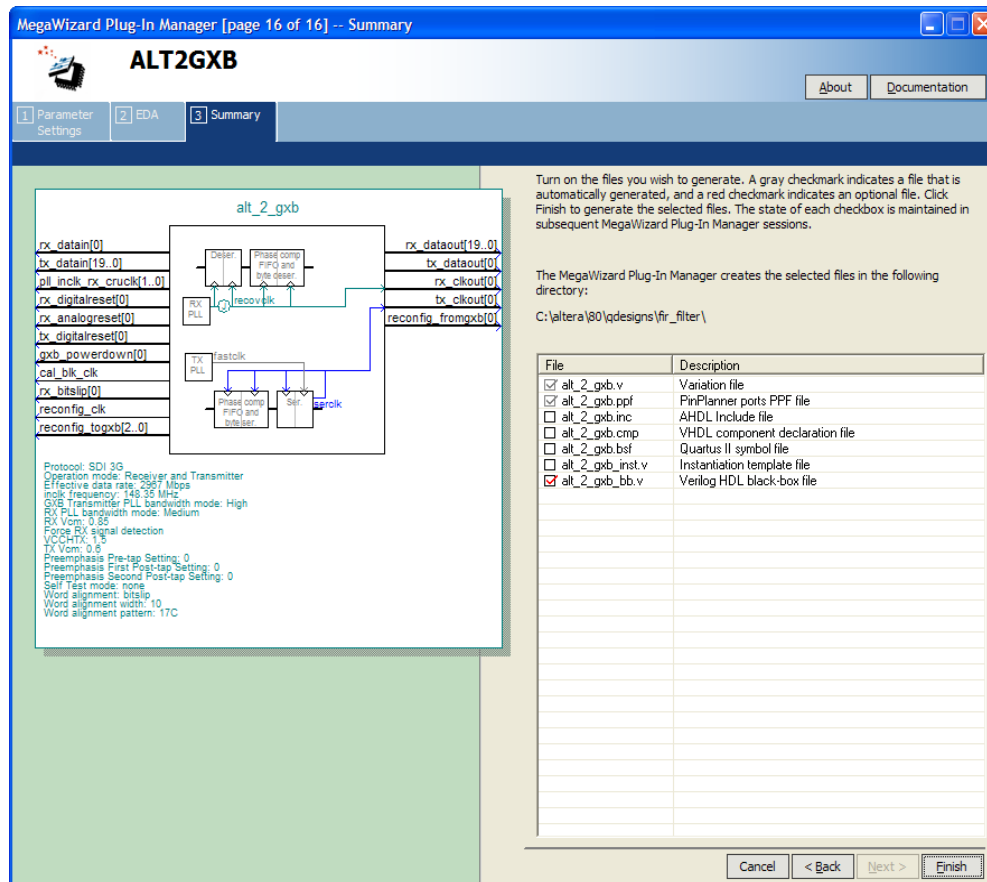 MegaWizard Plug-In Manager [page 16 of 16] -- Summary
ALT2GXB
About
Documentation
1 Parameter Settings
2 EDA
3 Summary
alt_2_gxb
rx_datain[0]
tx_datain[19..0]
pll_inclk_rx_cruclk[1..0]
rx_digitalreset[0]
rx_analogreset[0]
tx_digitalreset[0]
gxb_powerdown[0]
cal_blk_clk
rx_bitslip[0]
reconfig_clk
reconfig_togxb[2..0]
Deser.
Phase comp
FIFO and
byte deser.
RX
PLL
recovclk
TX
PLL
fastclk
Phase comp
FIFO and
byte ser.
Ser.
serclk
rx_dataout[19..0]
tx_dataout[0]
rx_clkout[0]
tx_clkout[0]
reconfig_fromgxb[0]
Protocol: SDI 3G
Operation mode: Receiver and Transmitter
Effective data rate: 2967 Mbps
inclk frequency: 148.35 MHz
GXB Transmitter PLL bandwidth mode: High
RX PLL bandwidth mode: Medium
RX Vcm: 0.85
Force RX signal detection
VCCHTX: 1.5
TX Vcm: 0.6
Preemphasis Pre-tap Setting: 0
Preemphasis First Post-tap Setting: 0
Preemphasis Second Post-tap Setting: 0
Self Test mode: none
Word alignment: bitslip
Word alignment width: 10
Word alignment pattern: 17C
Turn on the files you wish to generate. A gray checkmark indicates a file that is
automatically generated, and a red checkmark indicates an optional file. Click
Finish to generate the selected files. The state of each checkbox is maintained in
subsequent MegaWizard Plug-In Manager sessions.
The MegaWizard Plug-In Manager creates the selected files in the following
directory:
C:\altera\80\qdesigns\fir_filter\
File Description
alt_2_gxb.v Variation file
alt_2_gxb.ppf PinPlanner ports PPF file
alt_2_gxb.inc AHDL Include file
alt_2_gxb.cmp VHDL component declaration file
alt_2_gxb.bsf Quartus II symbol file
alt_2_gxb_inst.v Instantiation template file
alt_2_gxb_bb.v Verilog HDL black-box file
Cancel
< Back
Next >
Finish